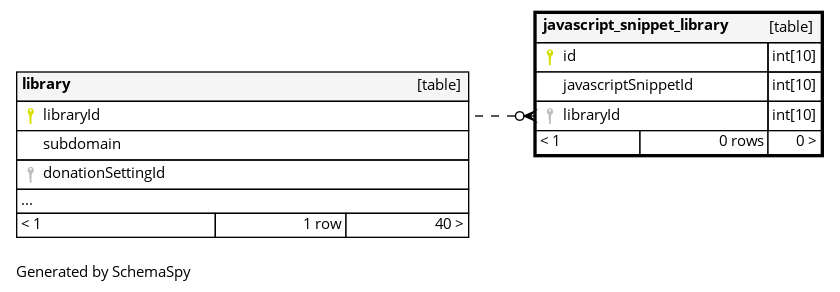 javascript_snippet_library [table]
id int[10]
javascriptSnippetId int[10]
libraryId int[10]
< 1 0 rows 0 >
library [table]
libraryId
subdomain
donationSettingId
...
< 1 1 row 40 >
Generated by SchemaSpy